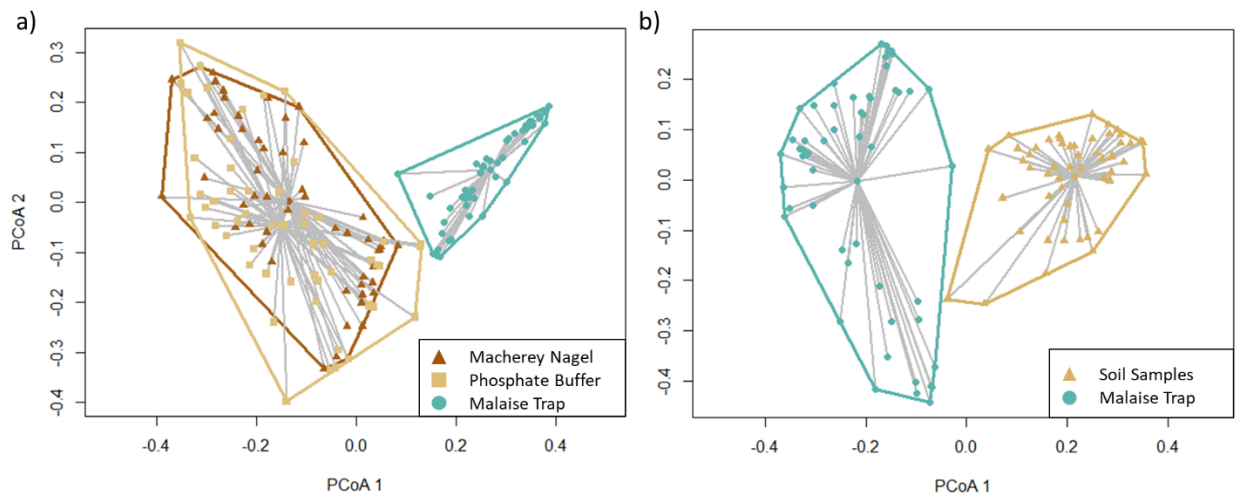 a)
PCoA 2
0.3
0.2
0.1
0.0
-0.1
-0.2
-0.3
-0.4
-0.4
-0.2
0.0
0.2
0.4
PCoA 1
Macherey Nagel
Phosphate Buffer
Malaise Trap
b)
0.2
0.1
0.0
-0.1
-0.2
-0.3
-0.4
-0.4
-0.2
0.0
0.2
0.4
PCoA 1
Soil Samples
Malaise Trap